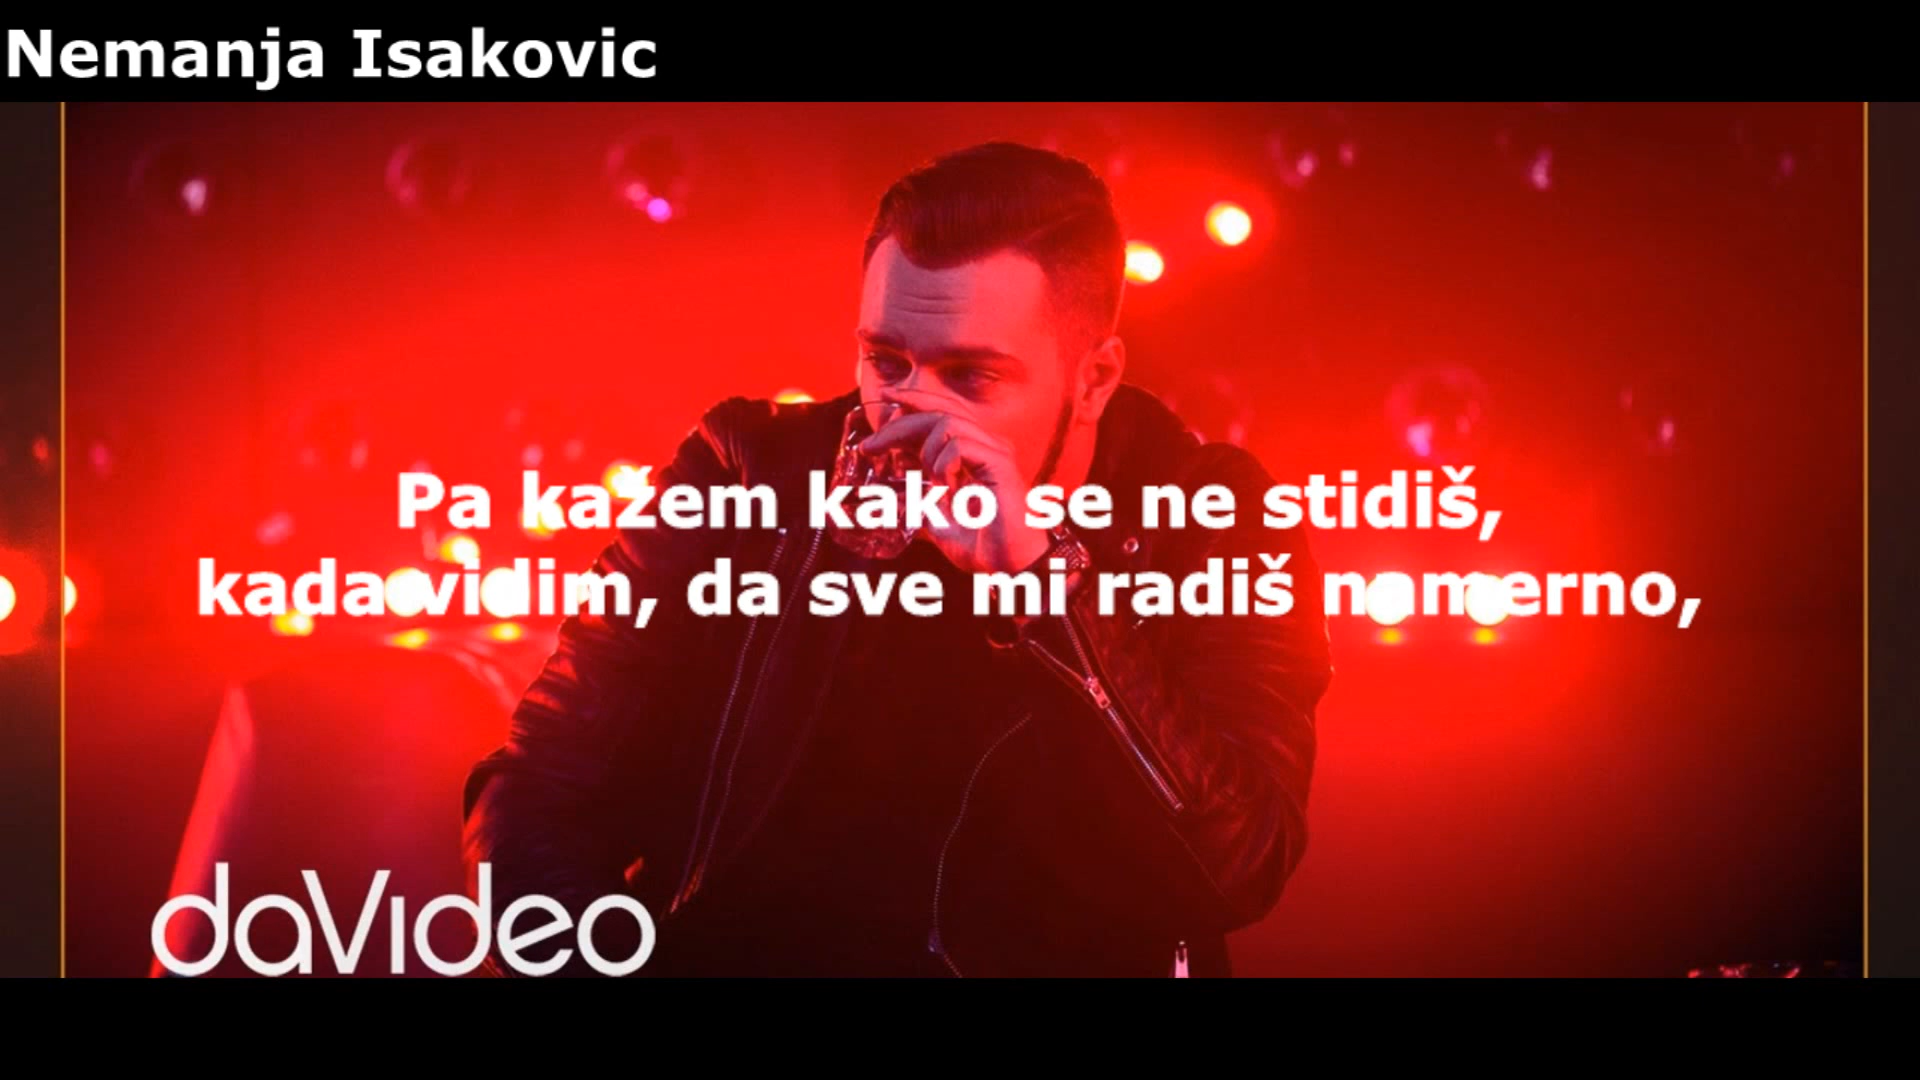 Nemanja Isakovic
Pa kažem kako se ne stidiš,
kada vidim, da sve mi radiš namerno,
daVideo